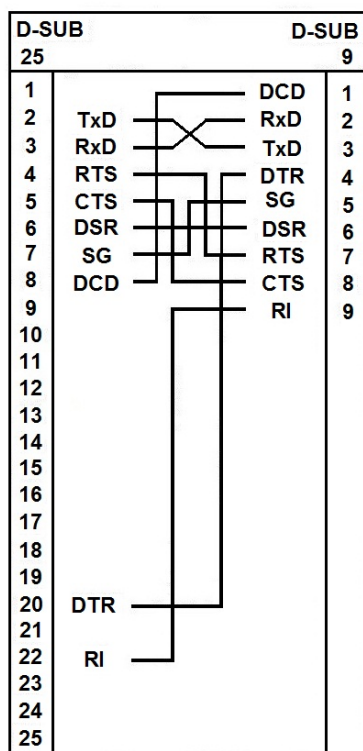 D-SUB D-SUB
25 9
1 DCD 1
2 TxD RxD 2
3 RxD TxD 3
4 RTS DTR 4
5 CTS SG 5
6 DSR DSR 6
7 SG RTS 7
8 DCD CTS 8
9 RI 9
10
11
12
13
14
15
16
17
18
19
20 DTR
21
22 RI
23
24
25